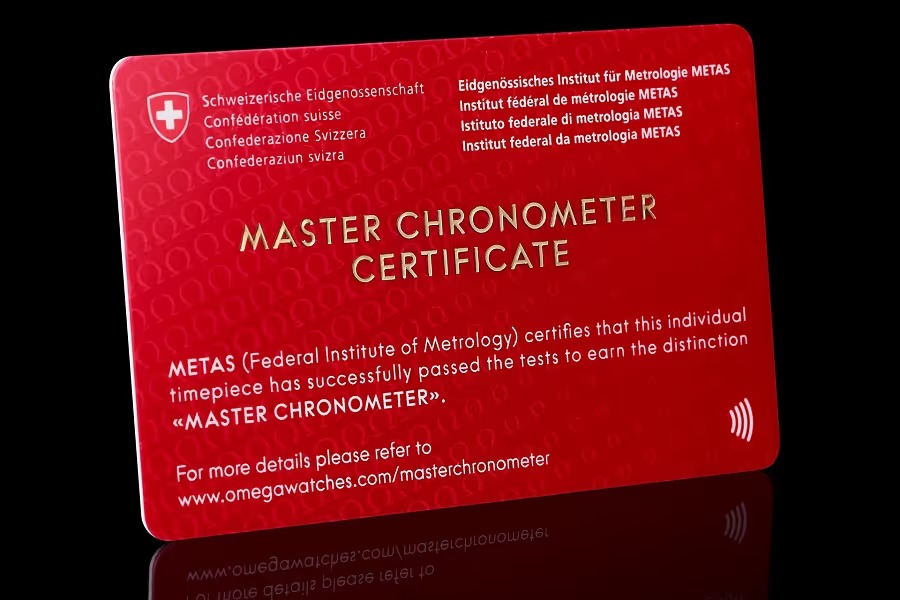 Schweizerische Eidgenossenschaft
Confédération suisse
Confederazione Svizzera
Confederaziun svizra
Eidgenössisches Institut für Metrologie METAS
Institut fédéral de métrologie METAS
Istituto federale di metrologia METAS
Institut federal da metrologia METAS
MASTER CHRONOMETER
CERTIFICATE
METAS (Federal Institute of Metrology) certifies that this individual
timepiece has successfully passed the tests to earn the distinction
«MASTER CHRONOMETER».
For more details please refer to
www.omegawatches.com/masterchronometer